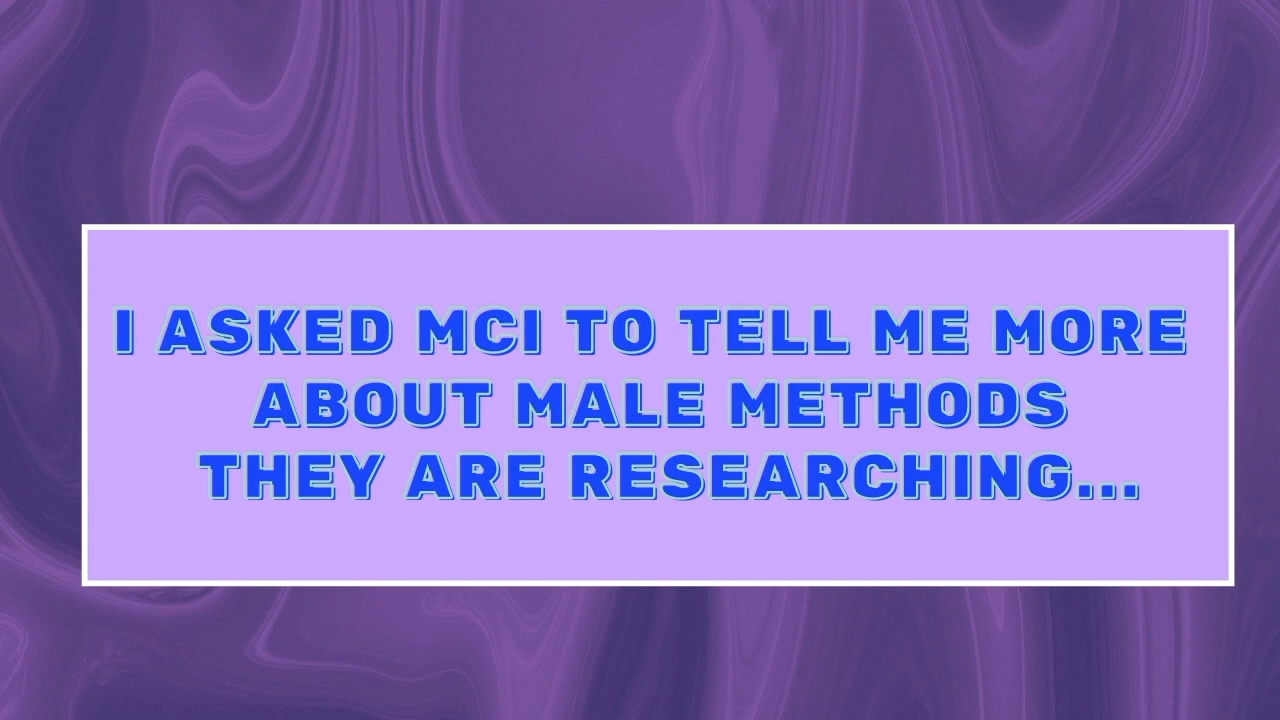 I ASKED MCI TO TELL ME MORE
ABOUT MALE METHODS
THEY ARE RESEARCHING...